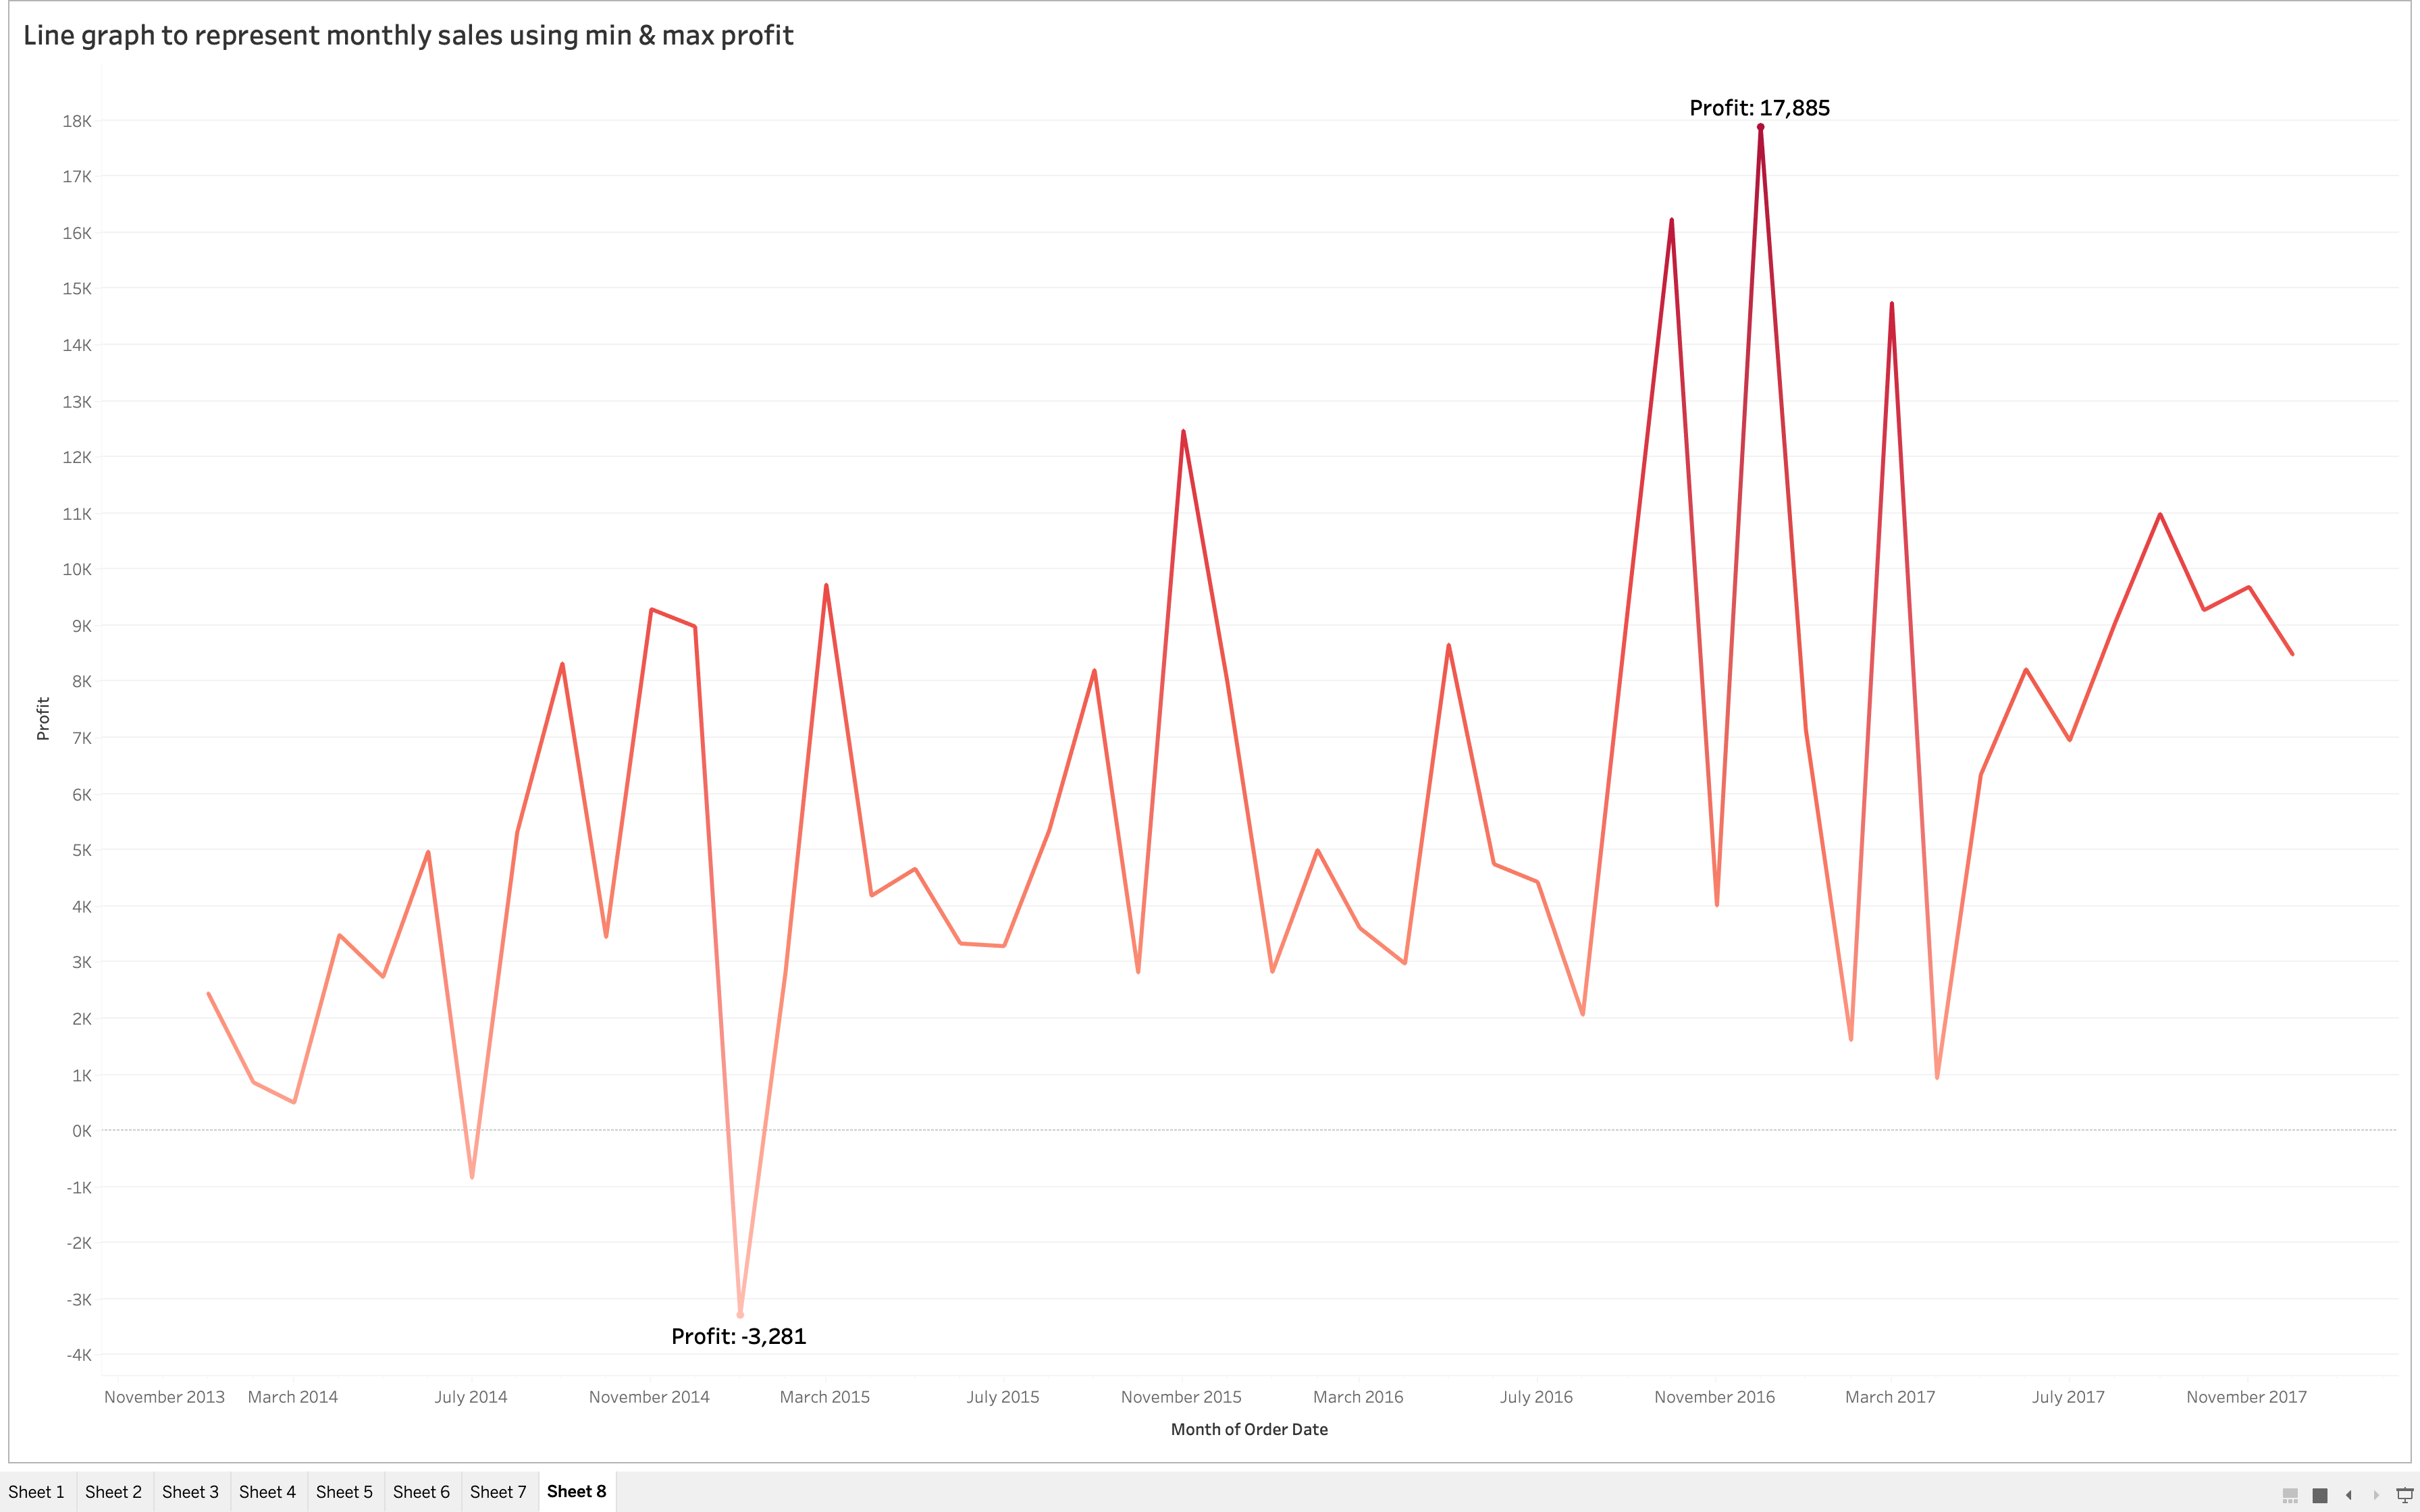 Line graph to represent monthly sales using min & max profit
Profit: 17,885
18K
17K
16K
15K
14K
13K
12K
11K
10K
9K
8K
7K
6K
5K
4K
3K
2K
1K
0K
-1K
-2K
-3K
-4K
Profit
Profit: -3,281
November 2013 March 2014 July 2014 November 2014 March 2015 July 2015 November 2015 March 2016 July 2016 November 2016 March 2017 July 2017 November 2017
Month of Order Date
Sheet 1 Sheet 2 Sheet 3 Sheet 4 Sheet 5 Sheet 6 Sheet 7 Sheet 8